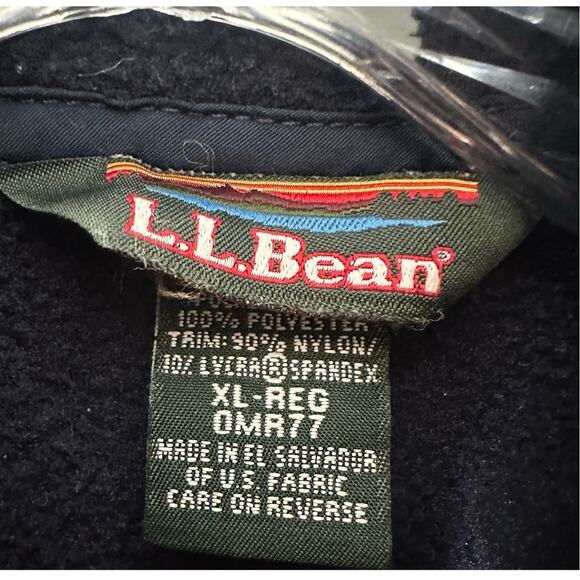 L.L.Bean®
100% POLYESTER
TRIM: 90% NYLON/
10% LYCRA® SPANDEX
XL-REG
0MR77
MADE IN EL SALVADOR
OF U.S. FABRIC
CARE ON REVERSE